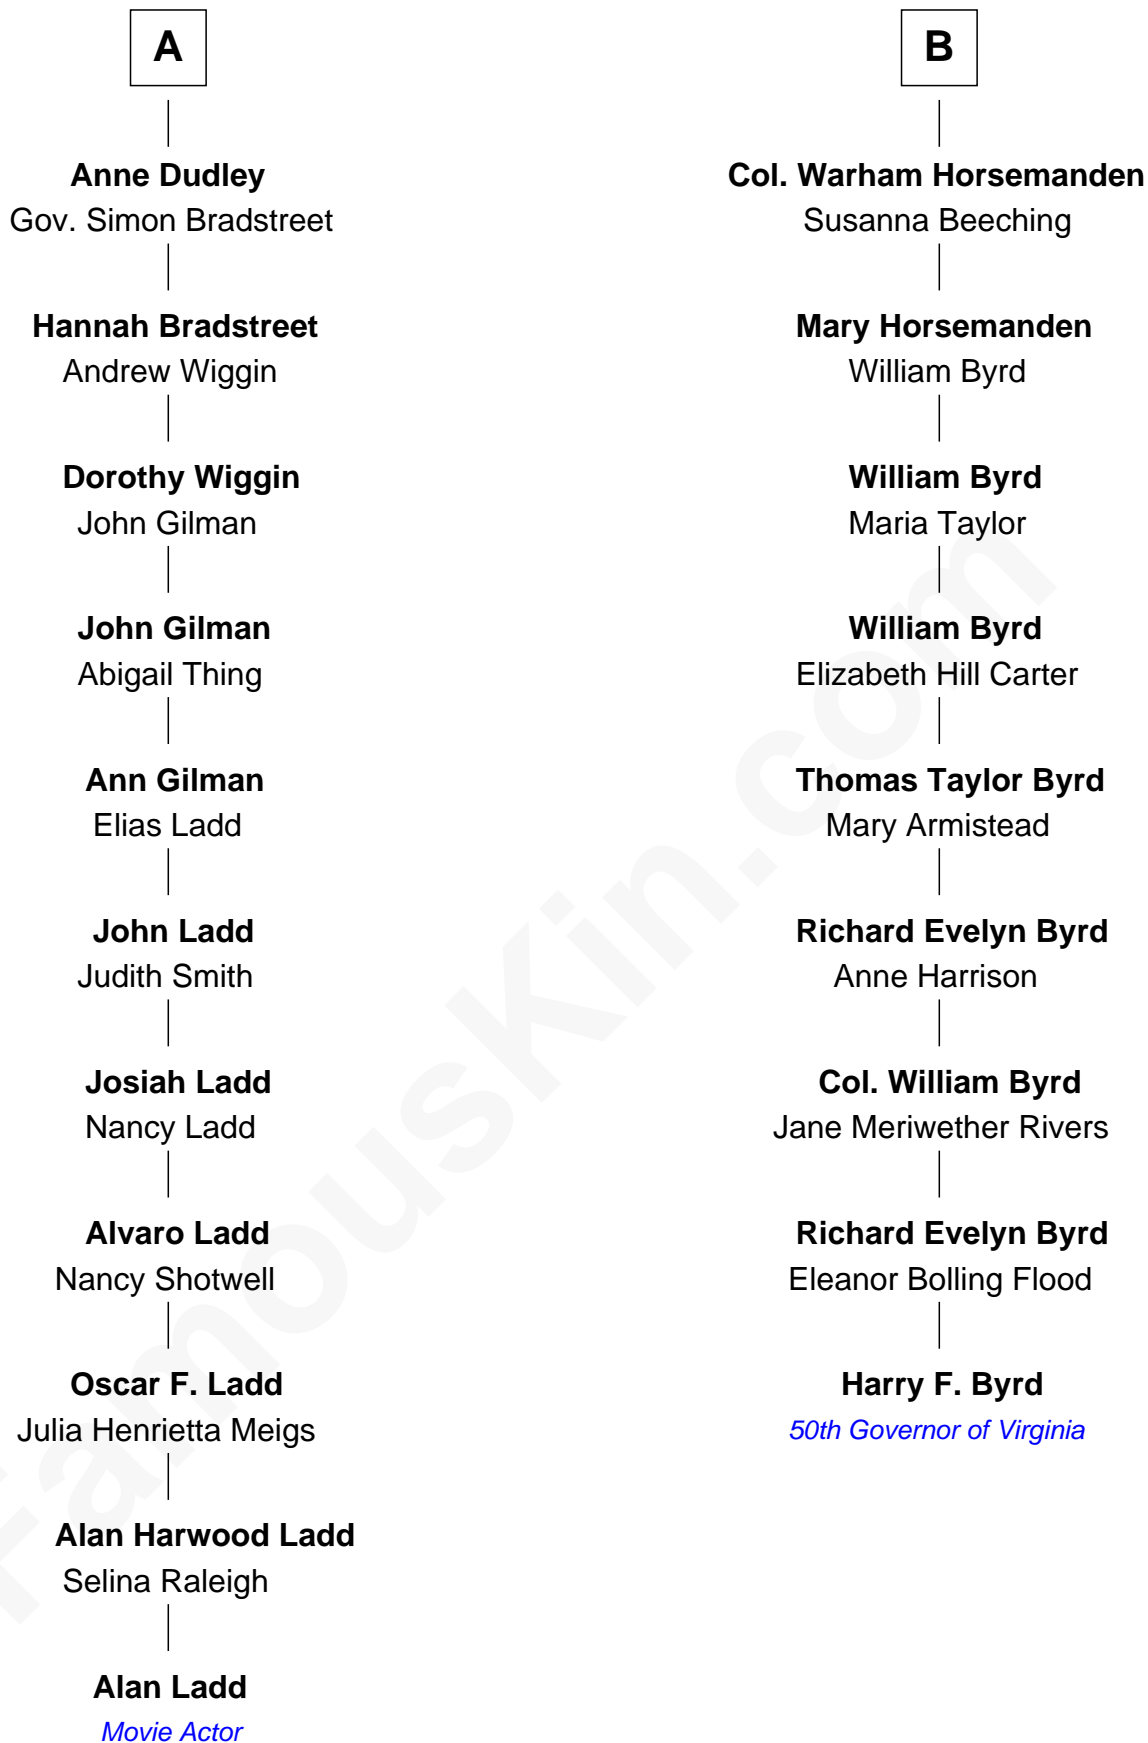 A
Anne Dudley
Gov. Simon Bradstreet
Hannah Bradstreet
Andrew Wiggin
Dorothy Wiggin
John Gilman
John Gilman
Abigail Thing
Ann Gilman
Elias Ladd
John Ladd
Judith Smith
Josiah Ladd
Nancy Ladd
Alvaro Ladd
Nancy Shotwell
Oscar F. Ladd
Julia Henrietta Meigs
Alan Harwood Ladd
Selina Raleigh
Alan Ladd
Movie Actor
B
Col. Warham Horsemanden
Susanna Beeching
Mary Horsemanden
William Byrd
William Byrd
Maria Taylor
William Byrd
Elizabeth Hill Carter
Thomas Taylor Byrd
Mary Armistead
Richard Evelyn Byrd
Anne Harrison
Col. William Byrd
Jane Meriwether Rivers
Richard Evelyn Byrd
Eleanor Bolling Flood
Harry F. Byrd
50th Governor of Virginia
FamousKin.com